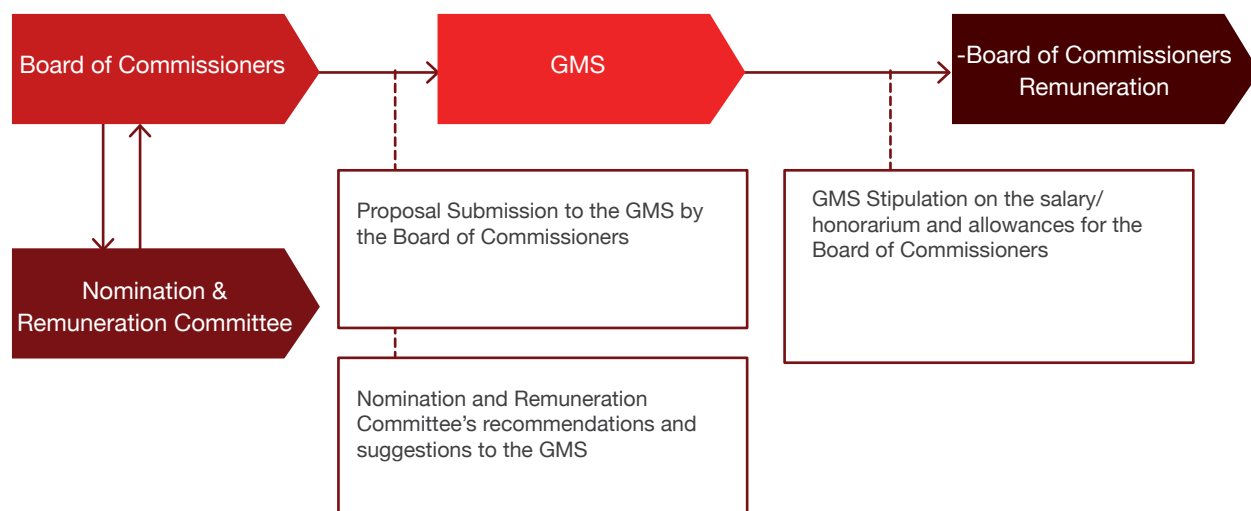 Board of Commissioners
GMS
-Board of Commissioners
Remuneration
Nomination &
Remuneration Committee
Proposal Submission to the GMS by
the Board of Commissioners
GMS Stipulation on the salary/
honorarium and allowances for the
Board of Commissioners
Nomination and Remuneration
Committee’s recommendations and
suggestions to the GMS